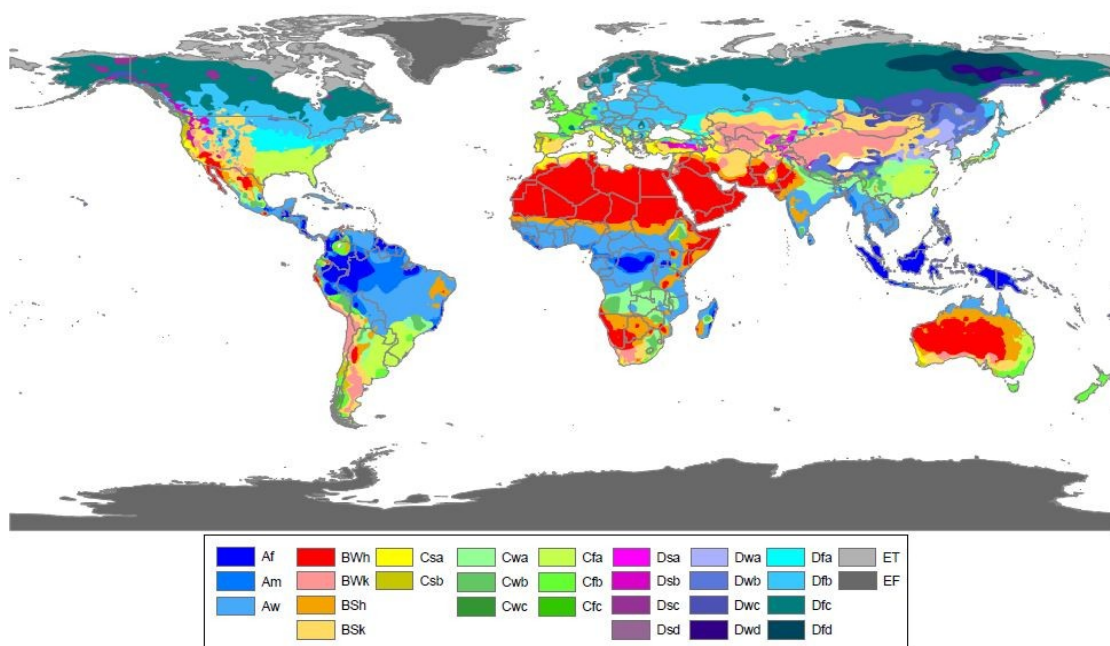 Af BWh Csa Cwa Cfa Dsa Dwa Dfa ET
Am BWk Csb Cwb Cfb Dsb Dwb Dfb EF
Aw BSh Cwc Cfc Dsc Dwc Dfc
BSk Dsd Dwd Dfd